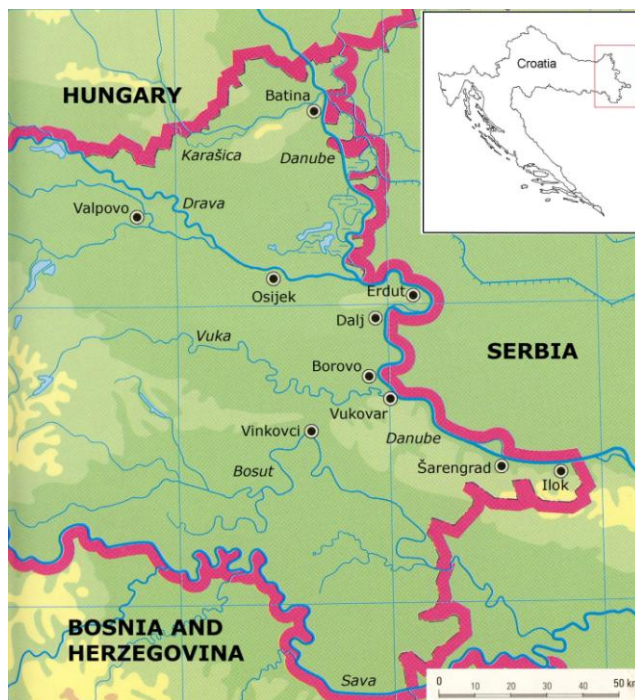 Croatia
HUNGARY
Batina
Karašica
Danube
Drava
Valpovo
Osijek
Erdut
Dalj
Vuka
SERBIA
Borovo
Vukovar
Vinkovci
Danube
Bosut
Šarengrad
Ilok
BOSNIA AND
HERZEGOVINA
Sava
0 10 20 30 40 50 km